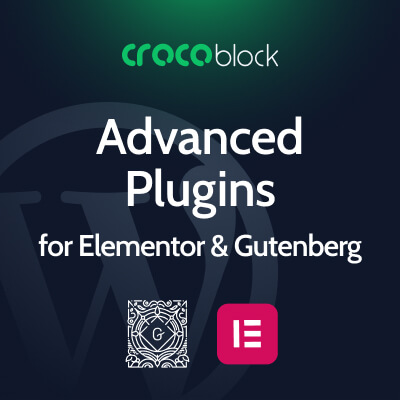 crocoblock
Advanced
Plugins
for Elementor & Gutenberg
G